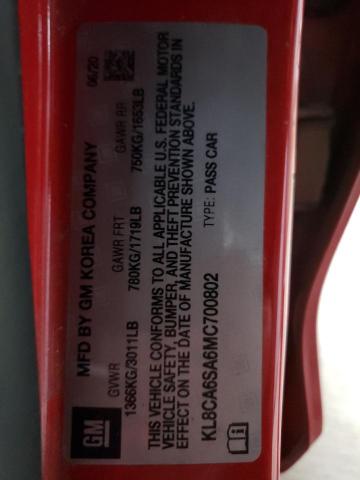 GM
MFD BY GM KOREA COMPANY
06/20
GVWR GAWR FRT GAWR RR
1366KG/3011LB 780KG/1719LB 750KG/1653LB
THIS VEHICLE CONFORMS TO ALL APPLICABLE U.S. FEDERAL MOTOR
VEHICLE SAFETY, BUMPER, AND THEFT PREVENTION STANDARDS IN
EFFECT ON THE DATE OF MANUFACTURE SHOWN ABOVE.
KL8CA6SA6MC700802 TYPE: PASS CAR